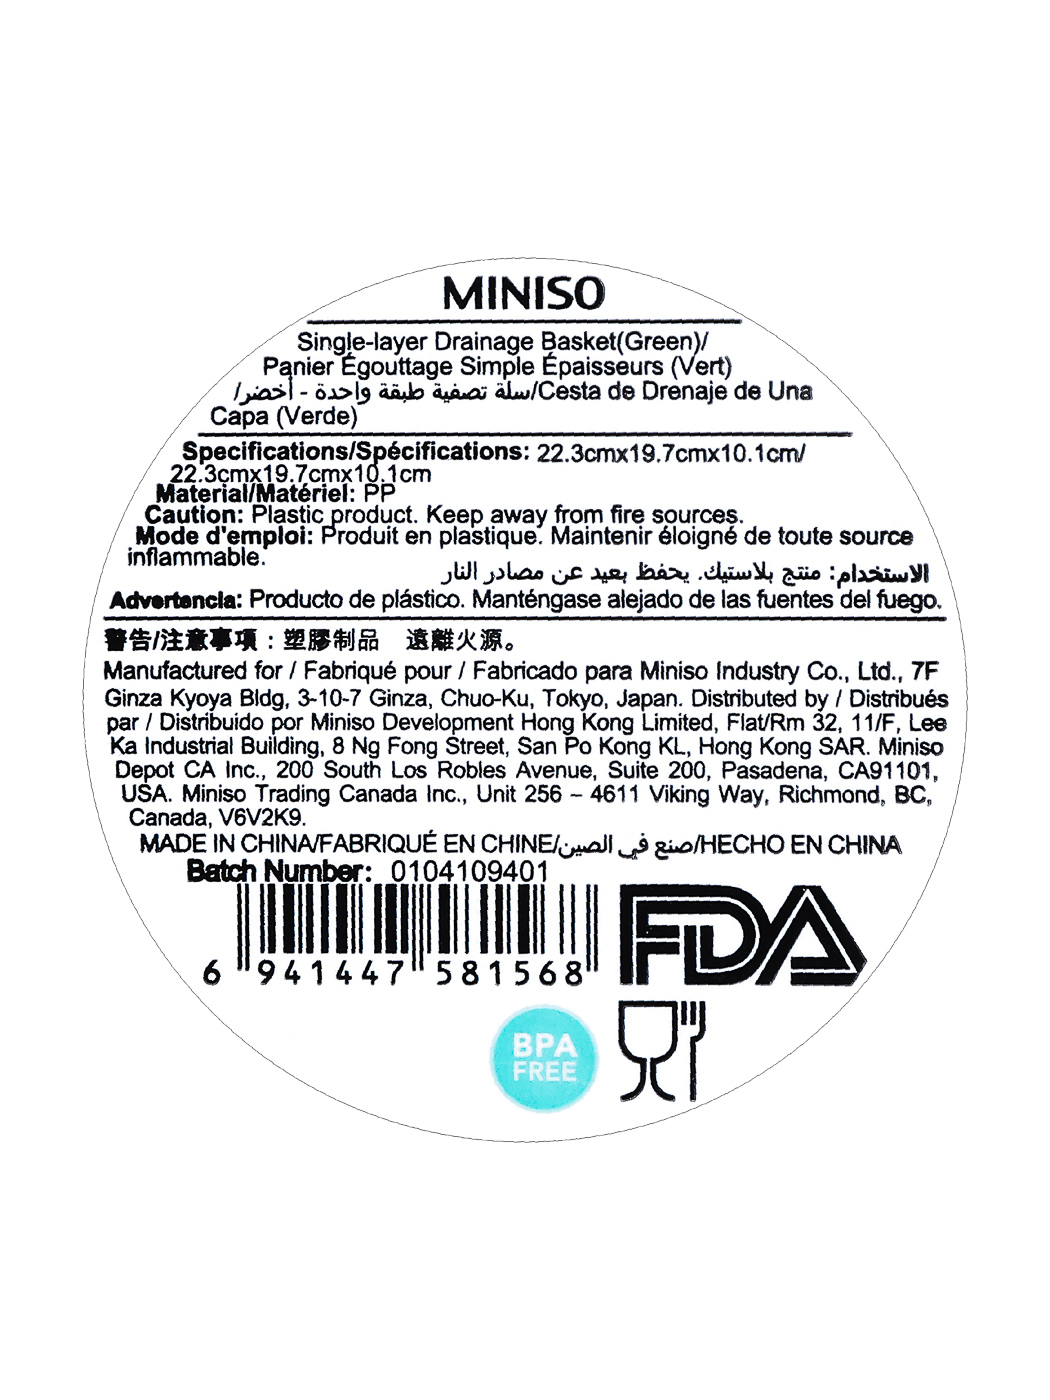 MINISO
Single-layer Drainage Basket(Green)/
Panier Égouttage Simple Épaisseurs (Vert)
/سلة تصفية طبقة واحدة - أخضر/Cesta de Drenaje de Una
Capa (Verde)
Specifications/Spécifications: 22.3cmx19.7cmx10.1cm/
22.3cmx19.7cmx10.1cm
Material/Matériel: PP
Caution: Plastic product. Keep away from fire sources.
Mode d'emploi: Produit en plastique. Maintenir éloigné de toute source
inflammable.
الاستخدام: منتج بلاستيك. يحفظ بعيد عن مصادر النار
Advertencia: Producto de plástico. Manténgase alejado de las fuentes del fuego.
警告/注意事項：塑膠制品　遠離火源。
Manufactured for / Fabriqué pour / Fabricado para Miniso Industry Co., Ltd., 7F
Ginza Kyoya Bldg, 3-10-7 Ginza, Chuo-Ku, Tokyo, Japan. Distributed by / Distribués
par / Distribuido por Miniso Development Hong Kong Limited, Flat/Rm 32, 11/F, Lee
Ka Industrial Building, 8 Ng Fong Street, San Po Kong KL, Hong Kong SAR. Miniso
Depot CA Inc., 200 South Los Robles Avenue, Suite 200, Pasadena, CA91101,
USA. Miniso Trading Canada Inc., Unit 256 – 4611 Viking Way, Richmond, BC,
Canada, V6V2K9.
MADE IN CHINA/FABRIQUÉ EN CHINE/صنع في الصين/HECHO EN CHINA
Batch Number: 0104109401
6 941447 581568
FDA
BPA
FREE